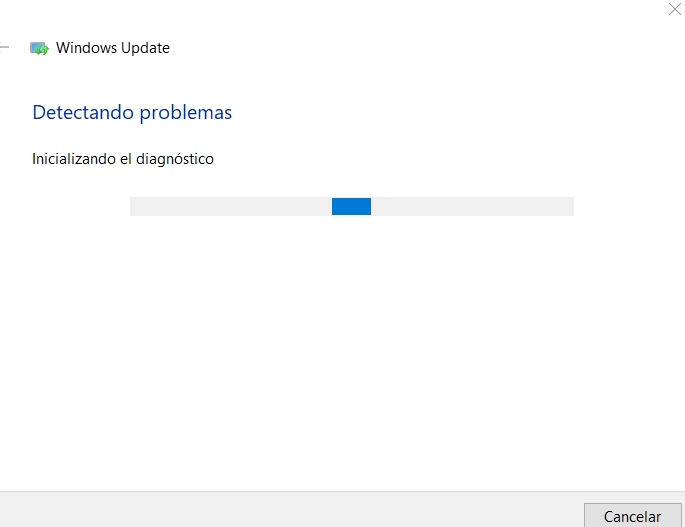 Windows Update
Detectando problemas
Inicializando el diagnóstico
Cancelar